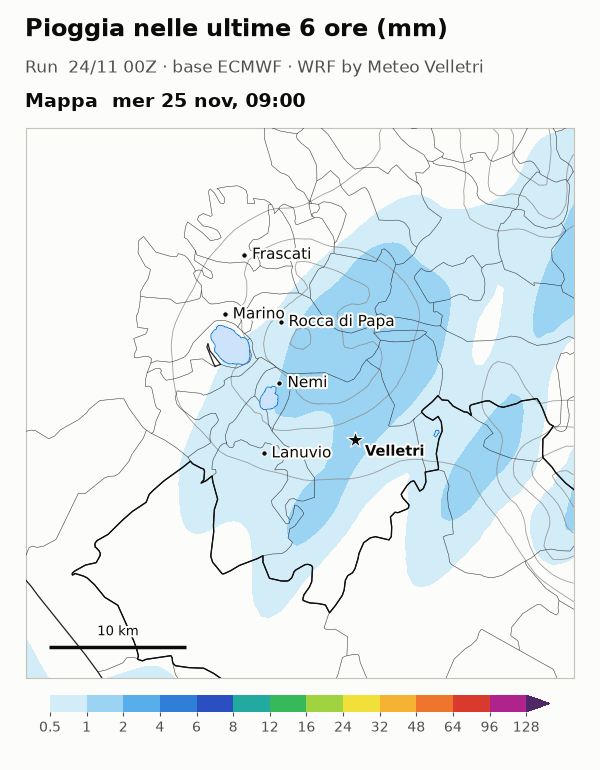 Pioggia nelle ultime 6 ore (mm)
Run  24/11 00Z · base ECMWF · WRF by Meteo Velletri
Mappa  mer 25 nov, 09:00
Frascati
Marino
Rocca di Papa
Nemi
Velletri
Lanuvio
10 km
0.5 1 2 4 6 8 12 16 24 32 48 64 96 128